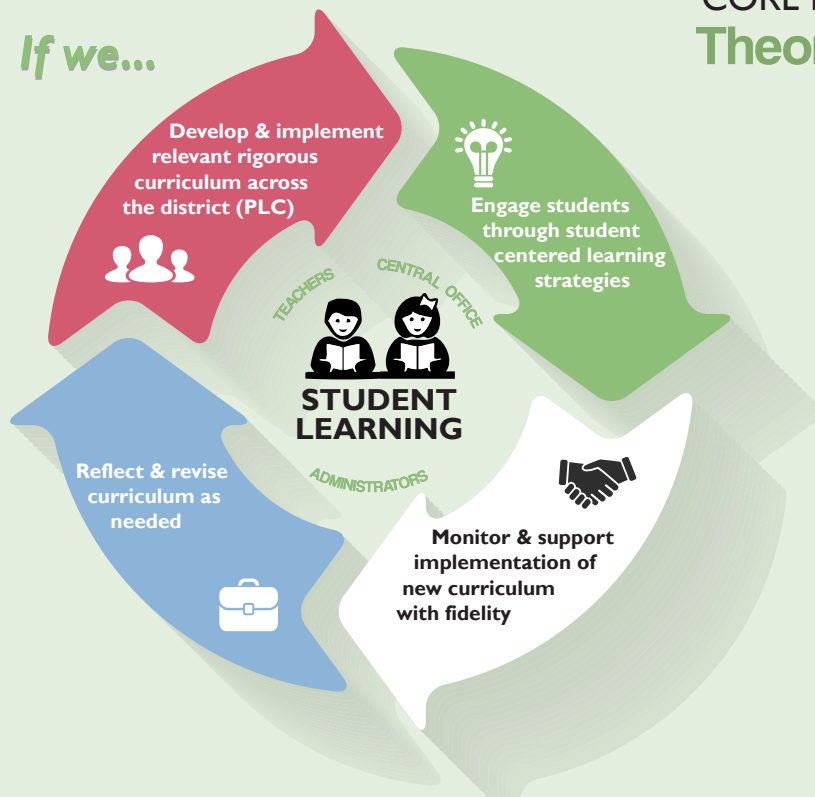 If we...
CORE
Theor
Develop & implement
relevant rigorous
curriculum across
the district (PLC)
Engage students
through student
centered learning
strategies
TEACHERS
CENTRAL OFFICE
STUDENT
LEARNING
ADMINISTRATORS
Reflect & revise
curriculum as
needed
Monitor & support
implementation of
new curriculum
with fidelity